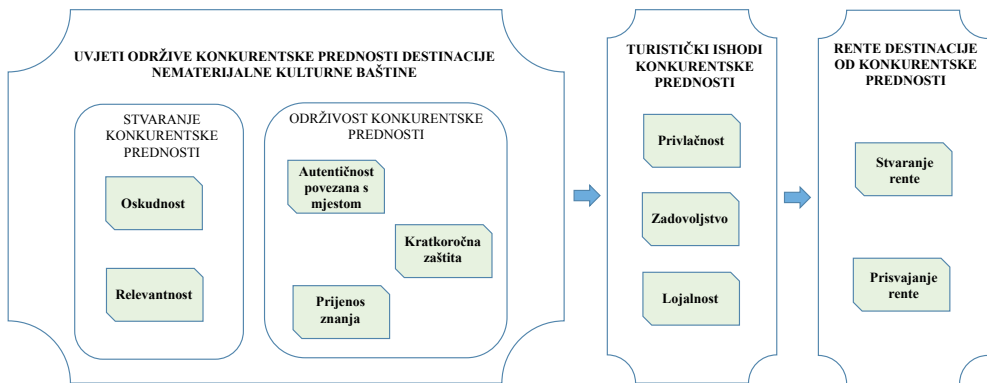 UVJETI ODRŽIVE KONKURENTSKE PREDNOSTI DESTINACIJE
NEMATERIJALNE KULTURNE BAŠTINE
STVARANJE
KONKURENTSKE
PREDNOSTI
Oskudnost
Relevantnost
ODRŽIVOST KONKURENTSKE
PREDNOSTI
Autentičnost
povezana s
mjestom
Kratkoročna
zaštita
Prijenos
znanja
TURISTIČKI ISHODI
KONKURENTSKE
PREDNOSTI
Privlačnost
Zadovoljstvo
Lojalnost
RENTE DESTINACIJE
OD KONKURENTSKE
PREDNOSTI
Stvaranje
rente
Prisvajanje
rente